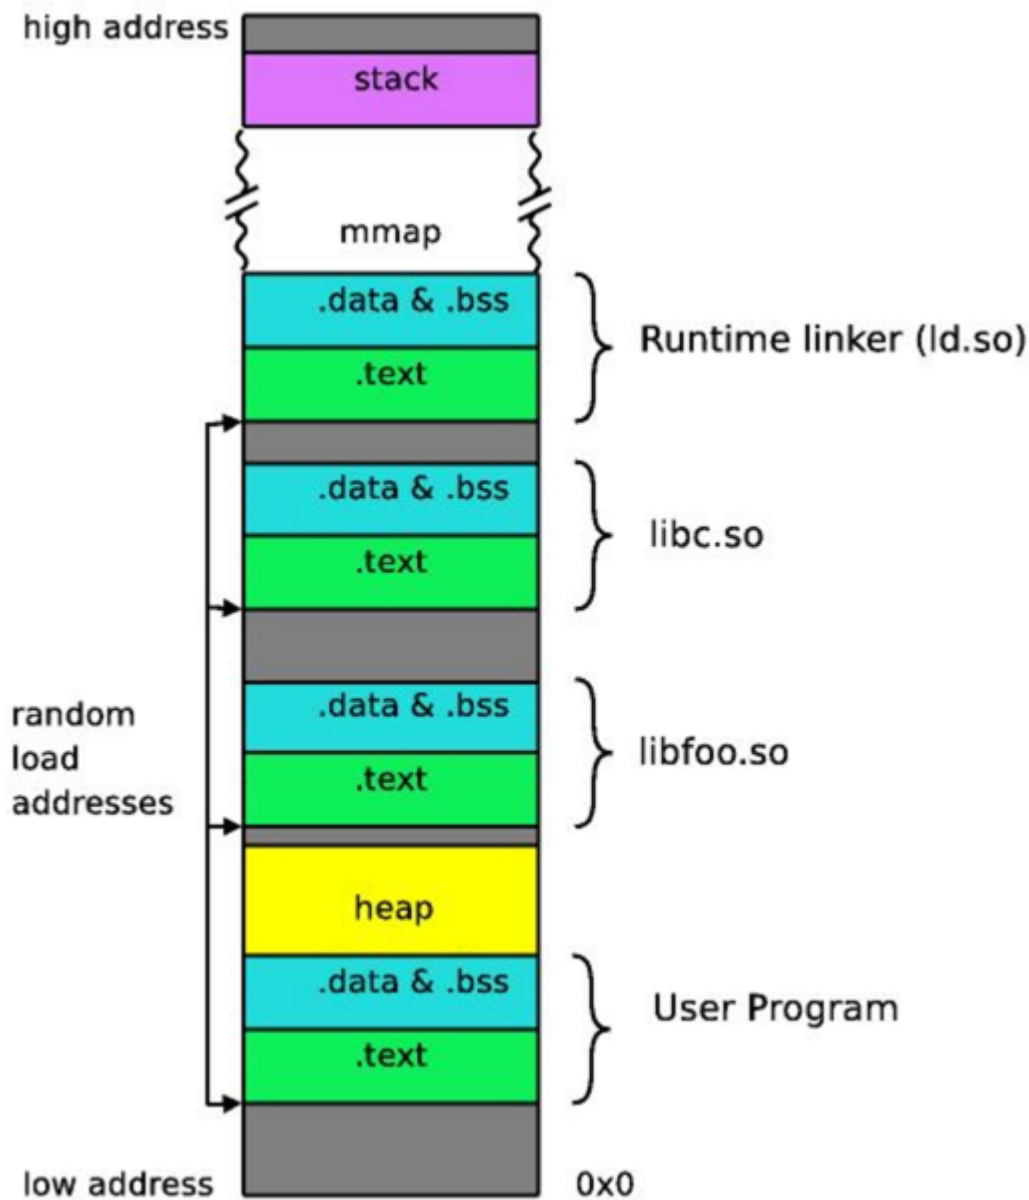 high address
stack
mmap
.data & .bss
Runtime linker (ld.so)
.text
.data & .bss
libc.so
.text
random
load
addresses
.data & .bss
libfoo.so
.text
heap
.data & .bss
User Program
.text
low address
0x0